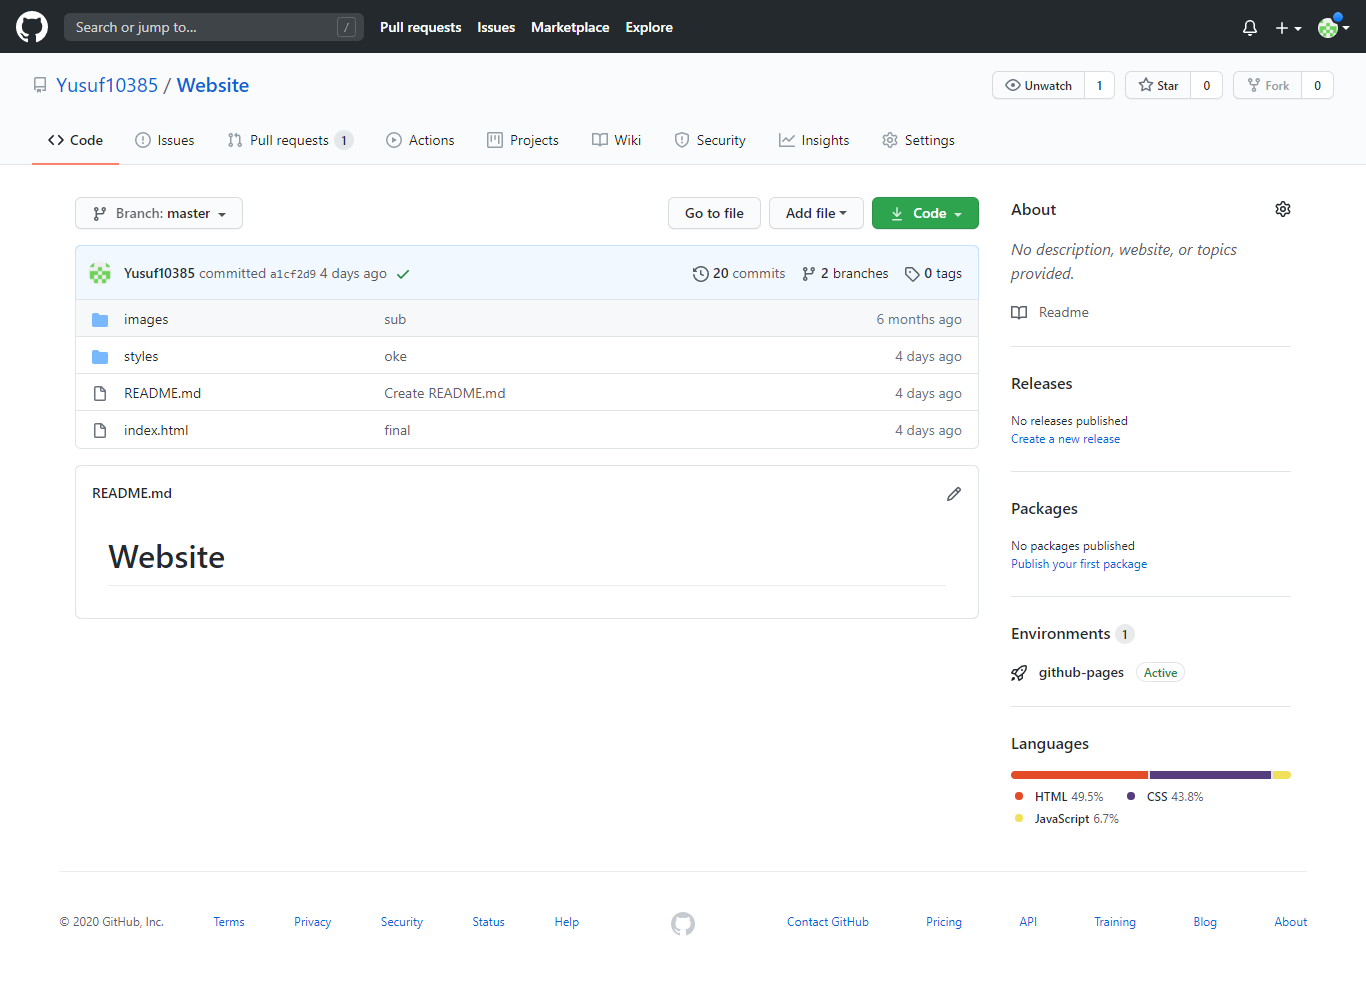 Search or jump to... /
Pull requests Issues Marketplace Explore
Yusuf10385 / Website
Unwatch 1 Star 0 Fork 0
Code Issues Pull requests 1 Actions Projects Wiki Security Insights Settings
Branch: master Go to file Add file Code
Yusuf10385 committed a1cf2d9 4 days ago 20 commits 2 branches 0 tags
images sub 6 months ago
styles oke 4 days ago
README.md Create README.md 4 days ago
index.html final 4 days ago
README.md
Website
About
No description, website, or topics
provided.
Readme
Releases
No releases published
Create a new release
Packages
No packages published
Publish your first package
Environments 1
github-pages Active
Languages
HTML 49.5% CSS 43.8%
JavaScript 6.7%
© 2020 GitHub, Inc. Terms Privacy Security Status Help Contact GitHub Pricing API Training Blog About